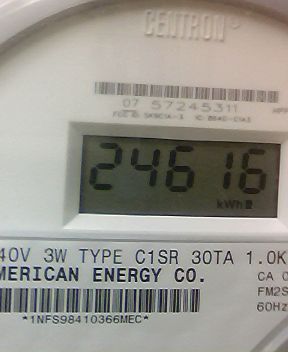 CENTRON®
07 57245311
24616
kWh
40V 3W TYPE C1SR 30TA 1.0K
MERICAN ENERGY CO.
CA 0
FM2S
60Hz
*1NFS98410366MEC*